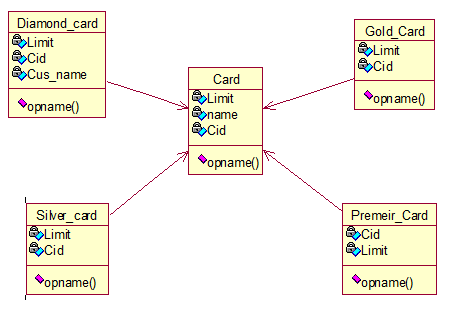 Diamond_card
Limit
Cid
Cus_name
opname()
Gold_Card
Limit
Cid
opname()
Card
Limit
name
Cid
opname()
Silver_card
Limit
Cid
opname()
Premeir_Card
Cid
Limit
opname()